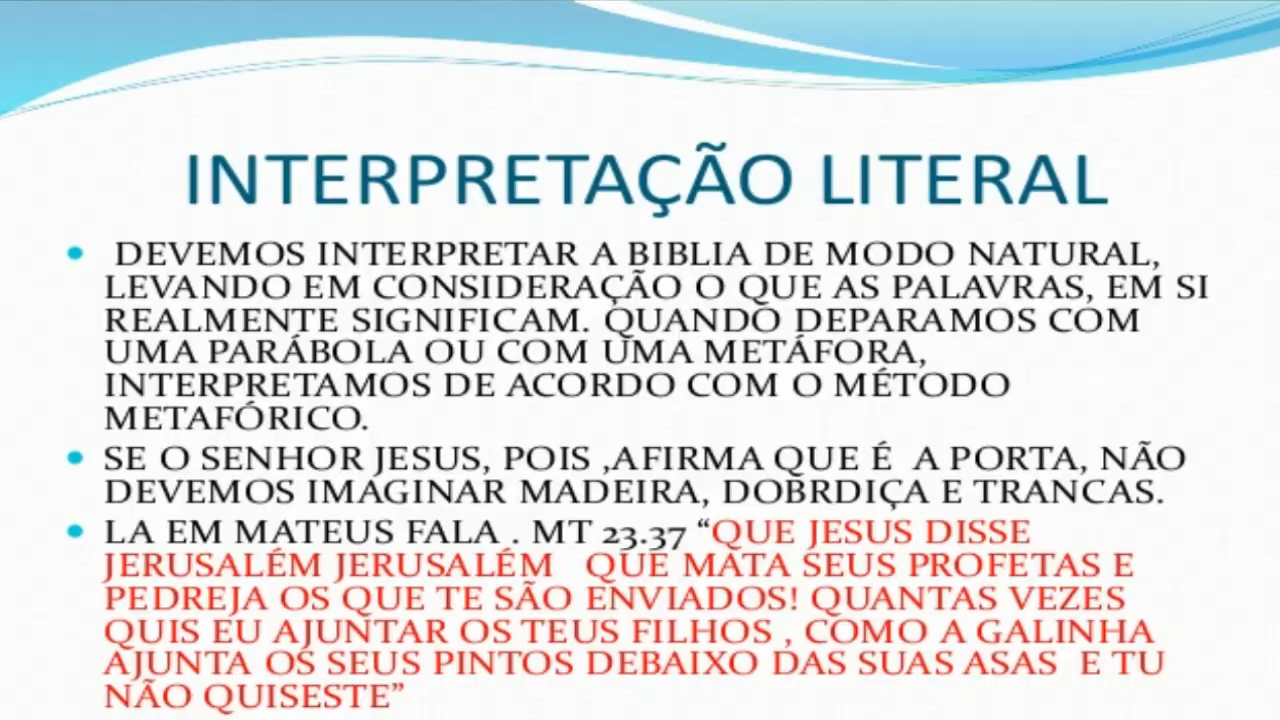 INTERPRETAÇÃO LITERAL
• DEVEMOS INTERPRETAR A BIBLIA DE MODO NATURAL,
LEVANDO EM CONSIDERAÇÃO O QUE AS PALAVRAS, EM SI
REALMENTE SIGNIFICAM. QUANDO DEPARAMOS COM
UMA PARÁBOLA OU COM UMA METÁFORA,
INTERPRETAMOS DE ACORDO COM O MÉTODO
METAFÓRICO.
• SE O SENHOR JESUS, POIS ,AFIRMA QUE É A PORTA, NÃO
DEVEMOS IMAGINAR MADEIRA, DOBRDIÇA E TRANCAS.
• LA EM MATEUS FALA . MT 23.37 “QUE JESUS DISSE
JERUSALÉM JERUSALÉM QUE MATA SEUS PROFETAS E
PEDREJA OS QUE TE SÃO ENVIADOS! QUANTAS VEZES
QUIS EU AJUNTAR OS TEUS FILHOS , COMO A GALINHA
AJUNTA OS SEUS PINTOS DEBAIXO DAS SUAS ASAS E TU
NÃO QUISESTE”